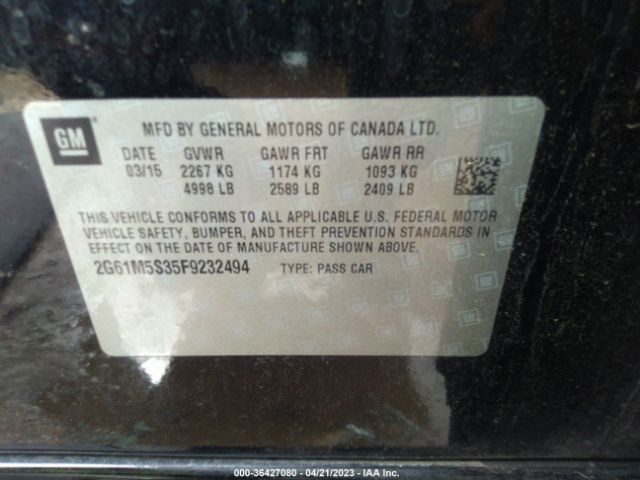 GM
MFD BY GENERAL MOTORS OF CANADA LTD.
DATE GVWR GAWR FRT GAWR RR
03/15 2267 KG 1174 KG 1093 KG
4998 LB 2589 LB 2409 LB
THIS VEHICLE CONFORMS TO ALL APPLICABLE U.S. FEDERAL MOTOR
VEHICLE SAFETY, BUMPER, AND THEFT PREVENTION STANDARDS IN
EFFECT ON THE DATE OF MANUFACTURE SHOWN ABOVE.
2G61M5S35F9232494 TYPE: PASS CAR
000-36427080 - 04/21/2023 - IAA Inc.